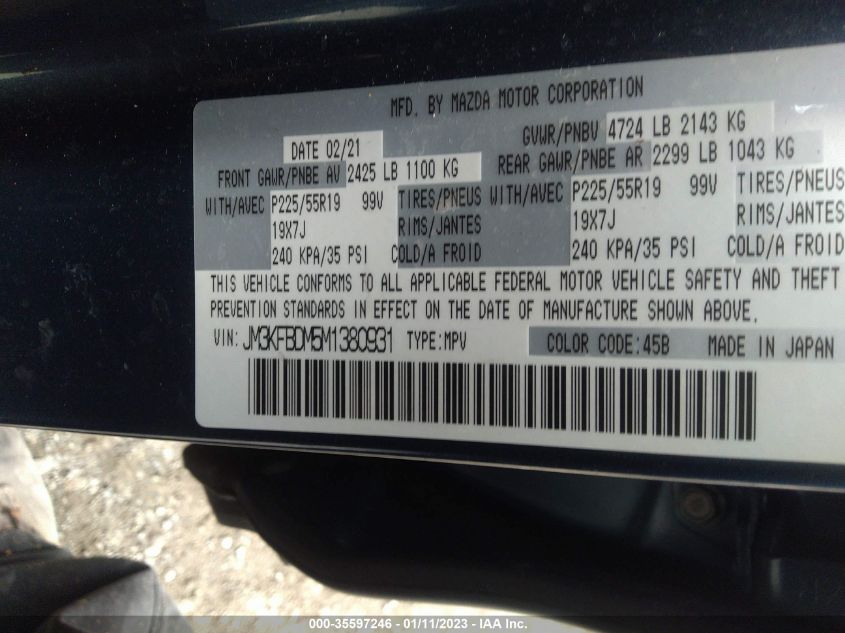 MFD. BY MAZDA MOTOR CORPORATION
DATE 02/21 GVWR/PNBV 4724 LB 2143 KG
FRONT GAWR/PNBE AV 2425 LB 1100 KG REAR GAWR/PNBE AR 2299 LB 1043 KG
WITH/AVEC P225/55R19 99V TIRES/PNEUS WITH/AVEC P225/55R19 99V TIRES/PNEUS
19X7J RIMS/JANTES 19X7J RIMS/JANTES
240 KPA/35 PSI COLD/A FROID 240 KPA/35 PSI COLD/A FROID
THIS VEHICLE CONFORMS TO ALL APPLICABLE FEDERAL MOTOR VEHICLE SAFETY AND THEFT
PREVENTION STANDARDS IN EFFECT ON THE DATE OF MANUFACTURE SHOWN ABOVE.
VIN: JM3KFBDM5M1380931 TYPE:MPV COLOR CODE:45B MADE IN JAPAN
000-35597246 - 01/11/2023 - IAA Inc.